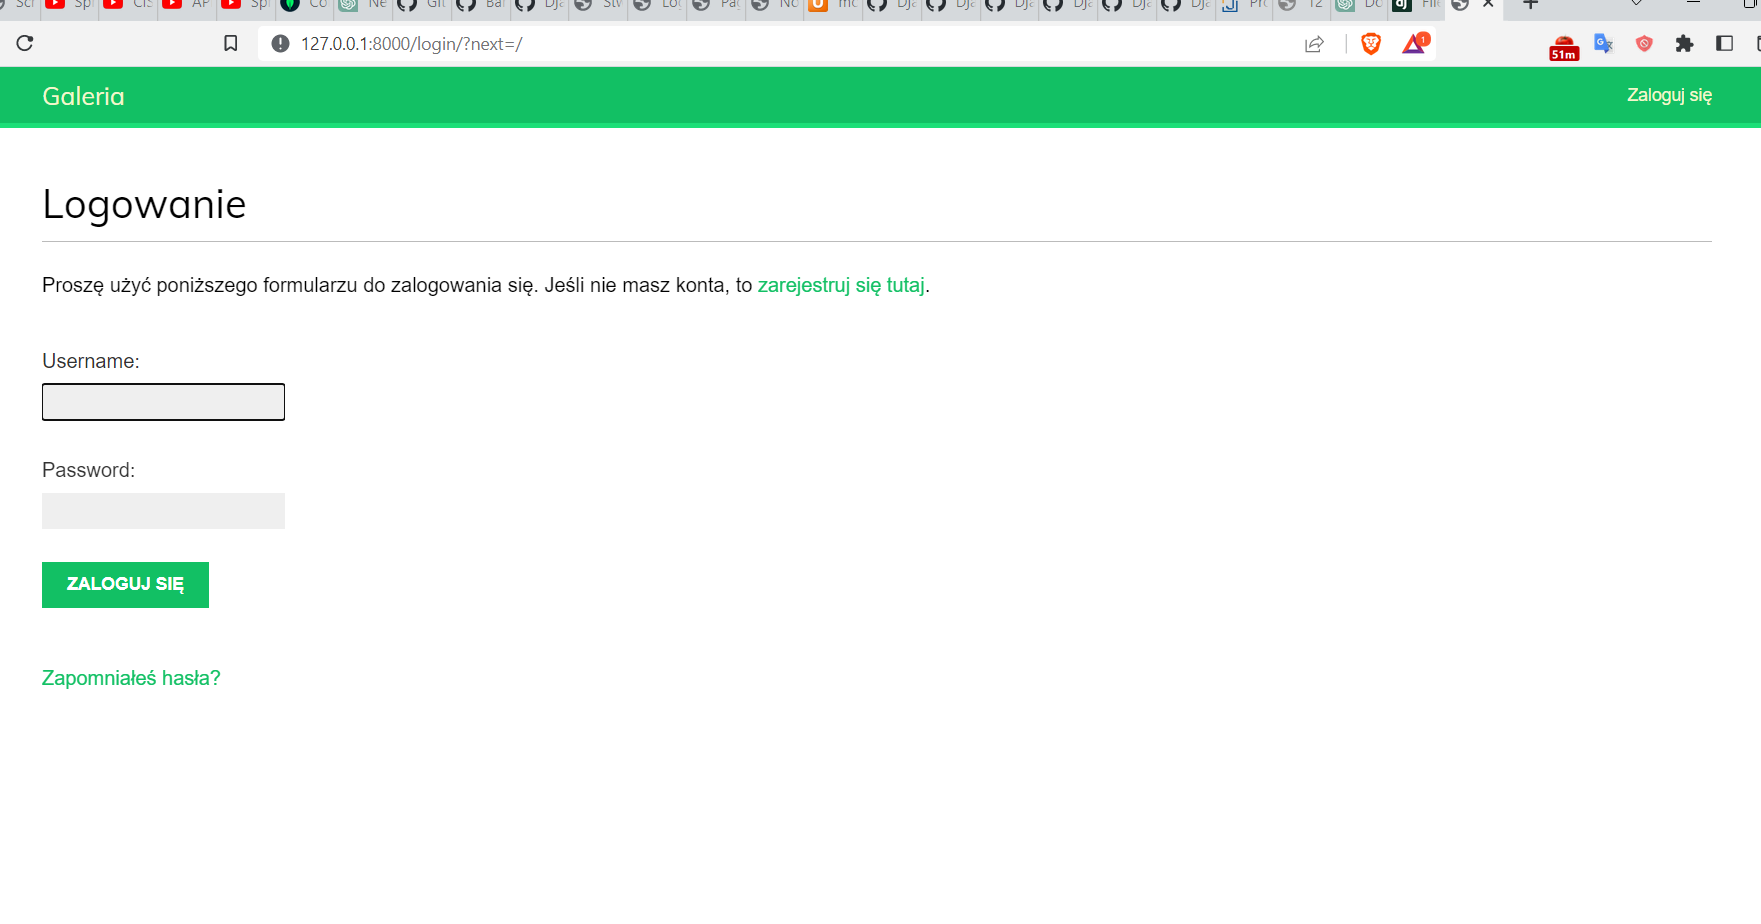 127.0.0.1:8000/login/?next=/
1
51m
Galeria
Zaloguj się
Logowanie
Proszę użyć poniższego formularzu do zalogowania się. Jeśli nie masz konta, to zarejestruj się tutaj.
Username:
Password:
ZALOGUJ SIĘ
Zapomniałeś hasła?